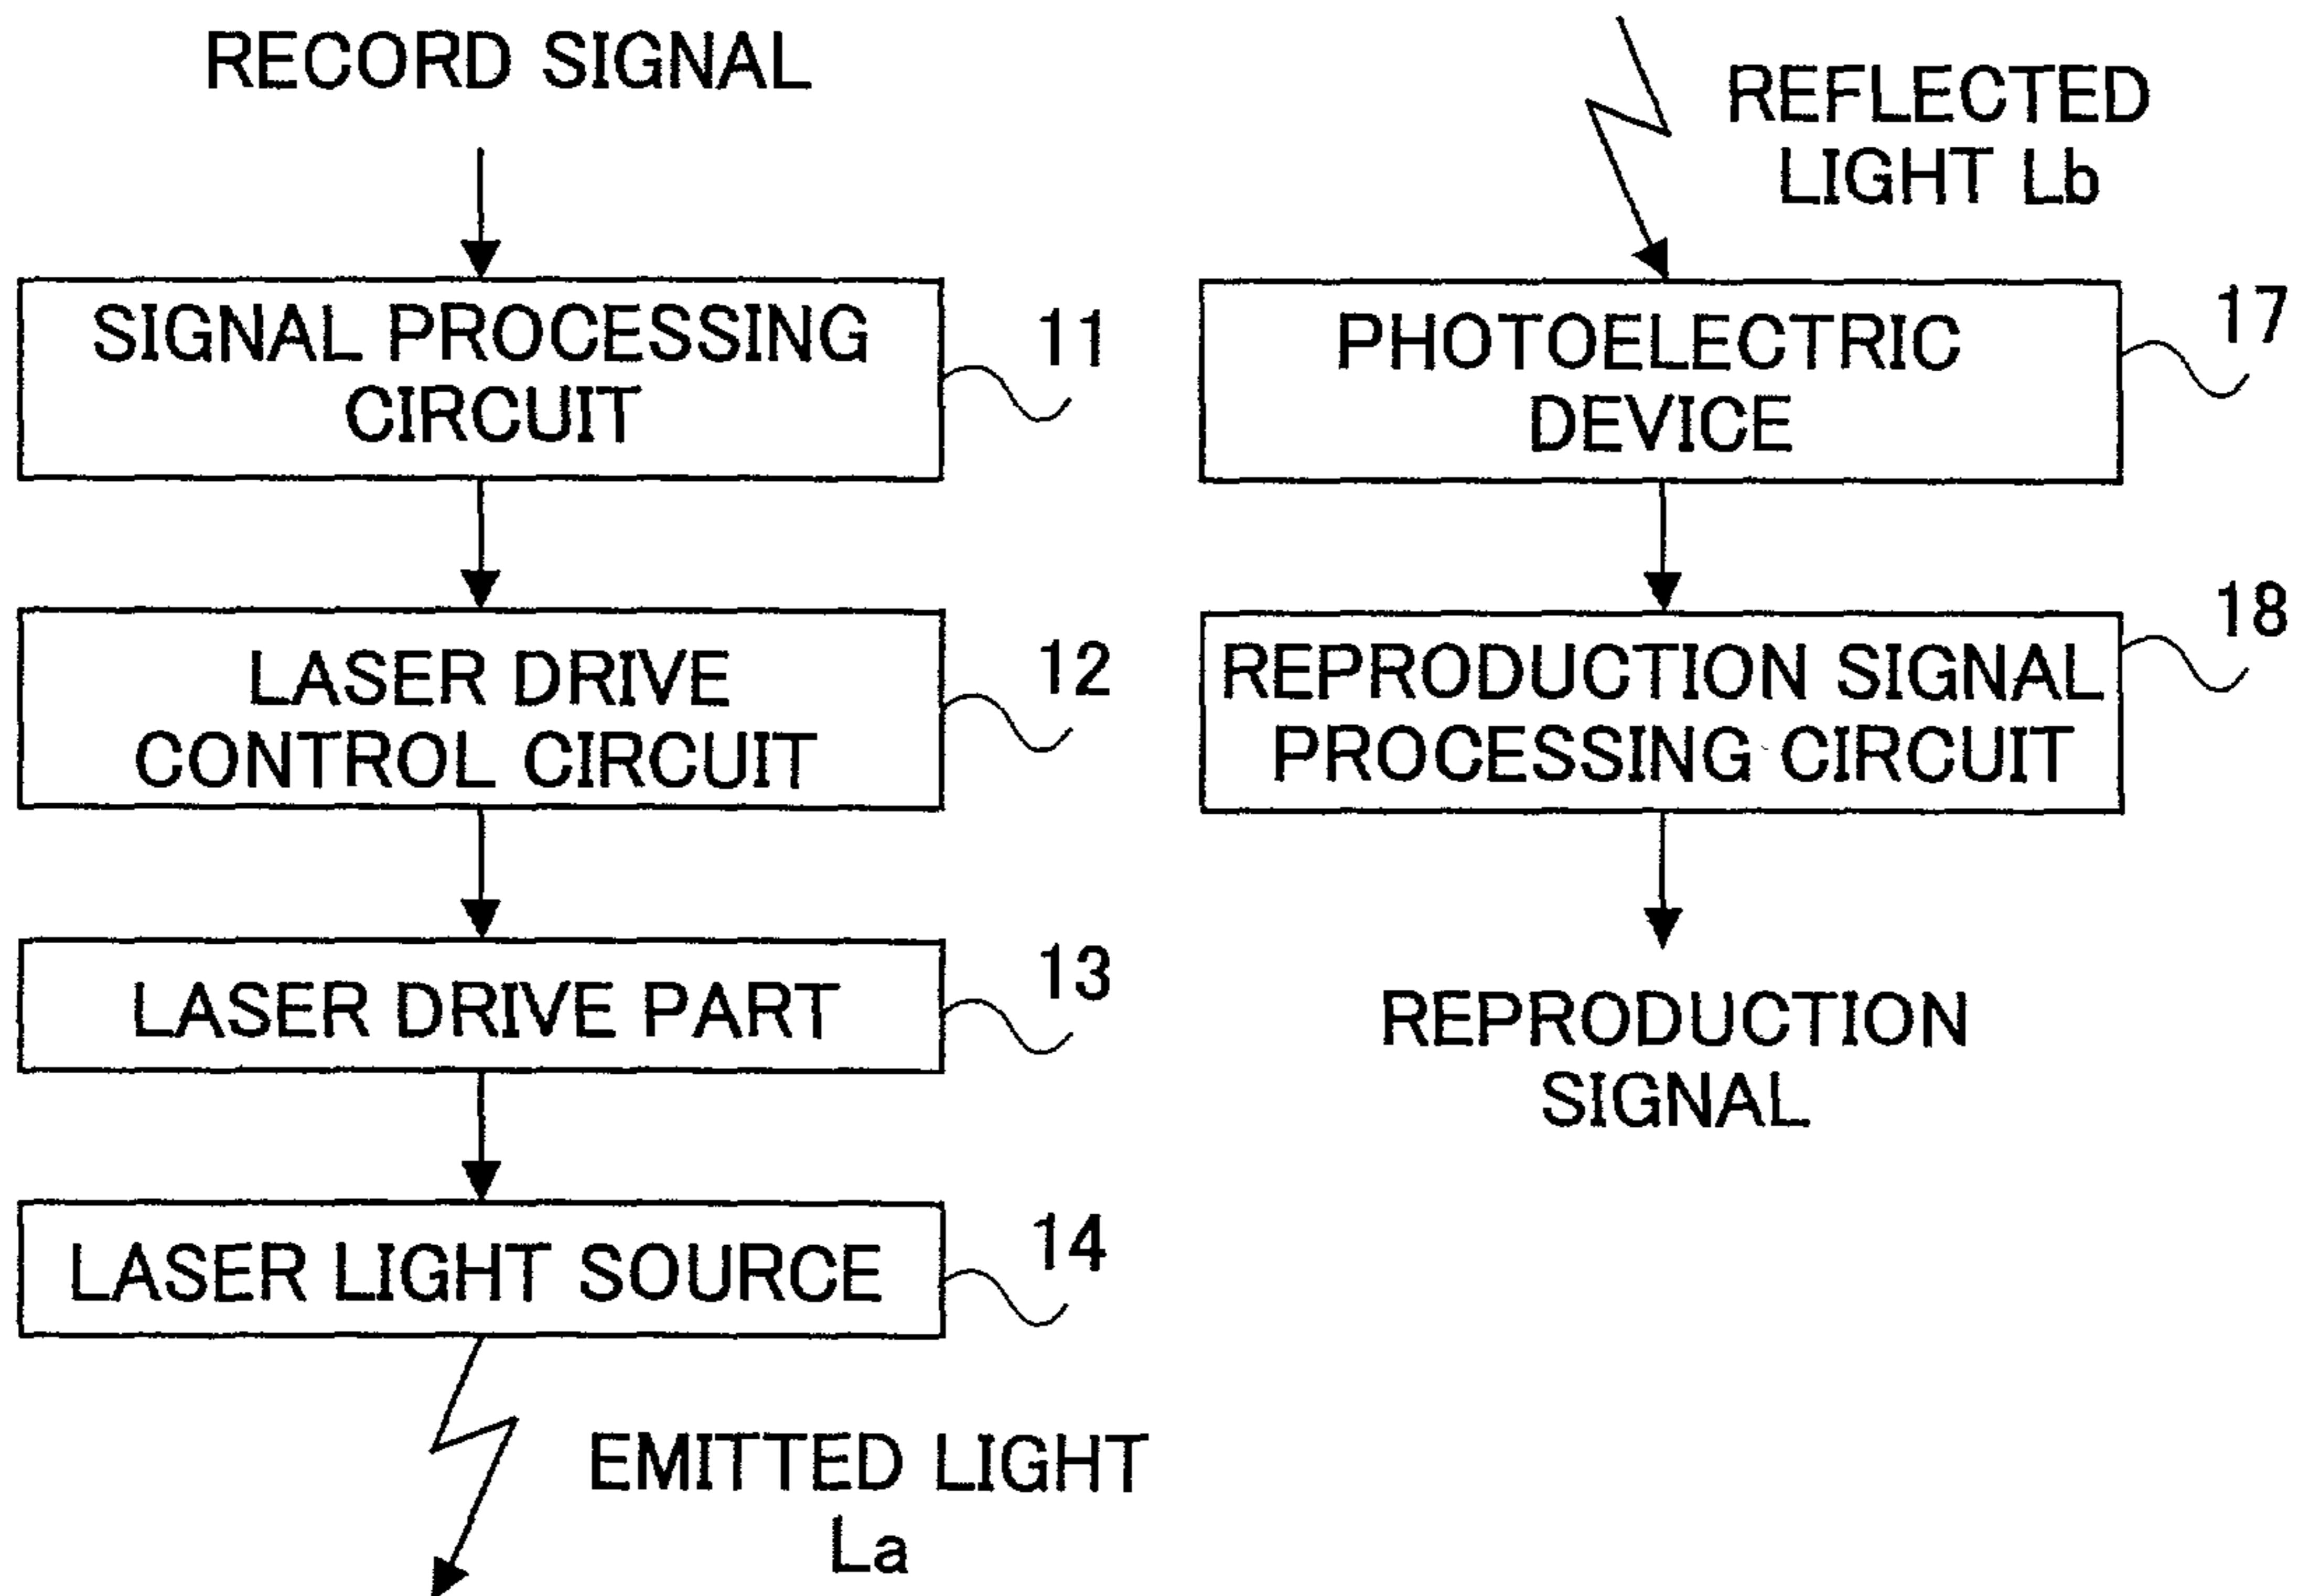 RECORD SIGNAL
SIGNAL PROCESSING
CIRCUIT
11
LASER DRIVE
CONTROL CIRCUIT
12
LASER DRIVE PART
13
LASER LIGHT SOURCE
14
EMITTED LIGHT
La
REFLECTED
LIGHT Lb
PHOTOELECTRIC
DEVICE
17
REPRODUCTION SIGNAL
PROCESSING CIRCUIT
18
REPRODUCTION
SIGNAL